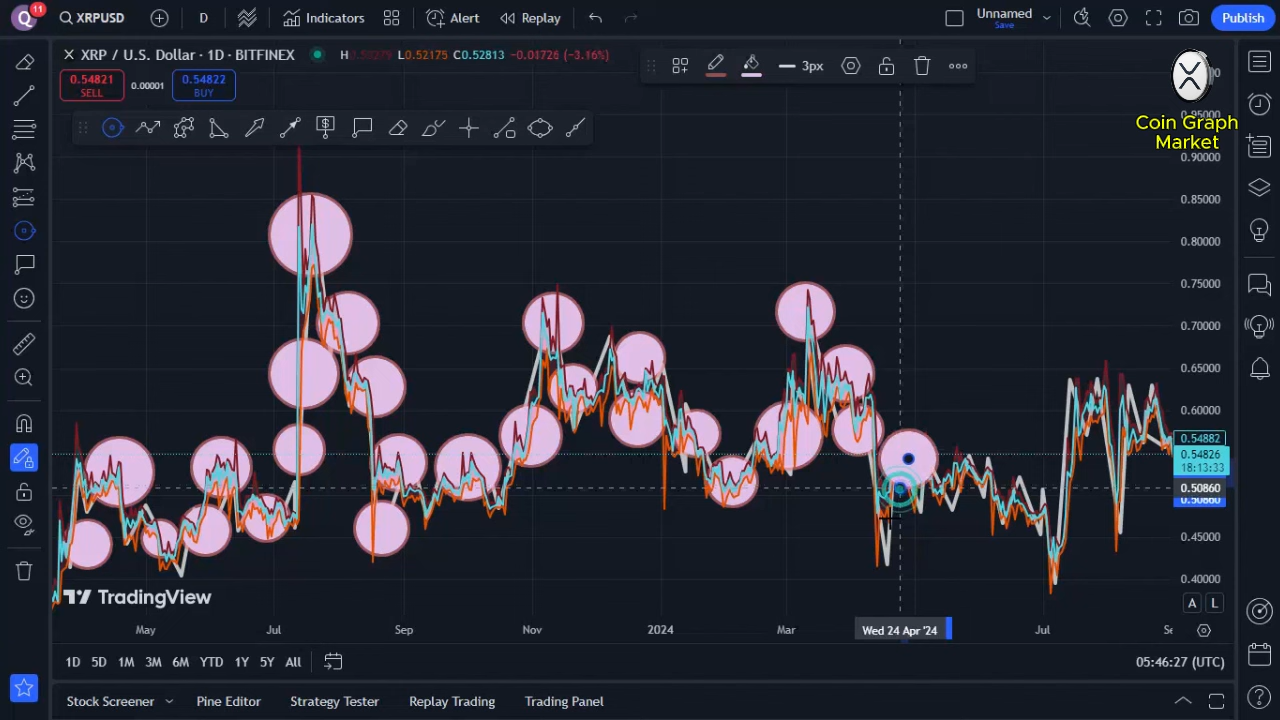 Q
11
XRPUSD
D
Indicators
Alert
Replay
Unnamed
Save
Publish
XRP / U.S. Dollar · 1D · BITFINEX
L0.52175 C0.52813 -0.01726 (-3.16%)
0.54821
SELL
0.00001
0.54822
BUY
3px
Coin Graph
Market
0.90000
0.85000
0.80000
0.75000
0.70000
0.65000
0.60000
0.54882
0.54826
18:13:33
0.50860
0.45000
0.40000
TradingView
A
L
May
Jul
Sep
Nov
2024
Mar
Wed 24 Apr '24
Jul
1D
5D
1M
3M
6M
YTD
1Y
5Y
All
05:46:27 (UTC)
Stock Screener
Pine Editor
Strategy Tester
Replay Trading
Trading Panel